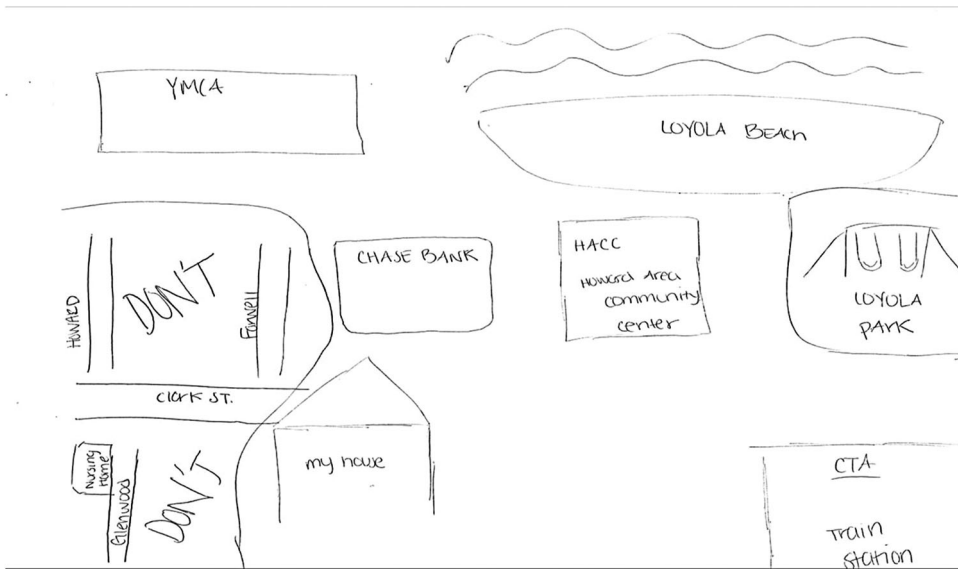 YMCA
LOYOLA BEACH
CHASE BANK
HACC
Howard Area
community
center
LOYOLA
PARK
HOWARD
DON'T
Farwell
Clark ST.
my house
Nursing
Home
Glenwood
DON'T
CTA
Train
Station